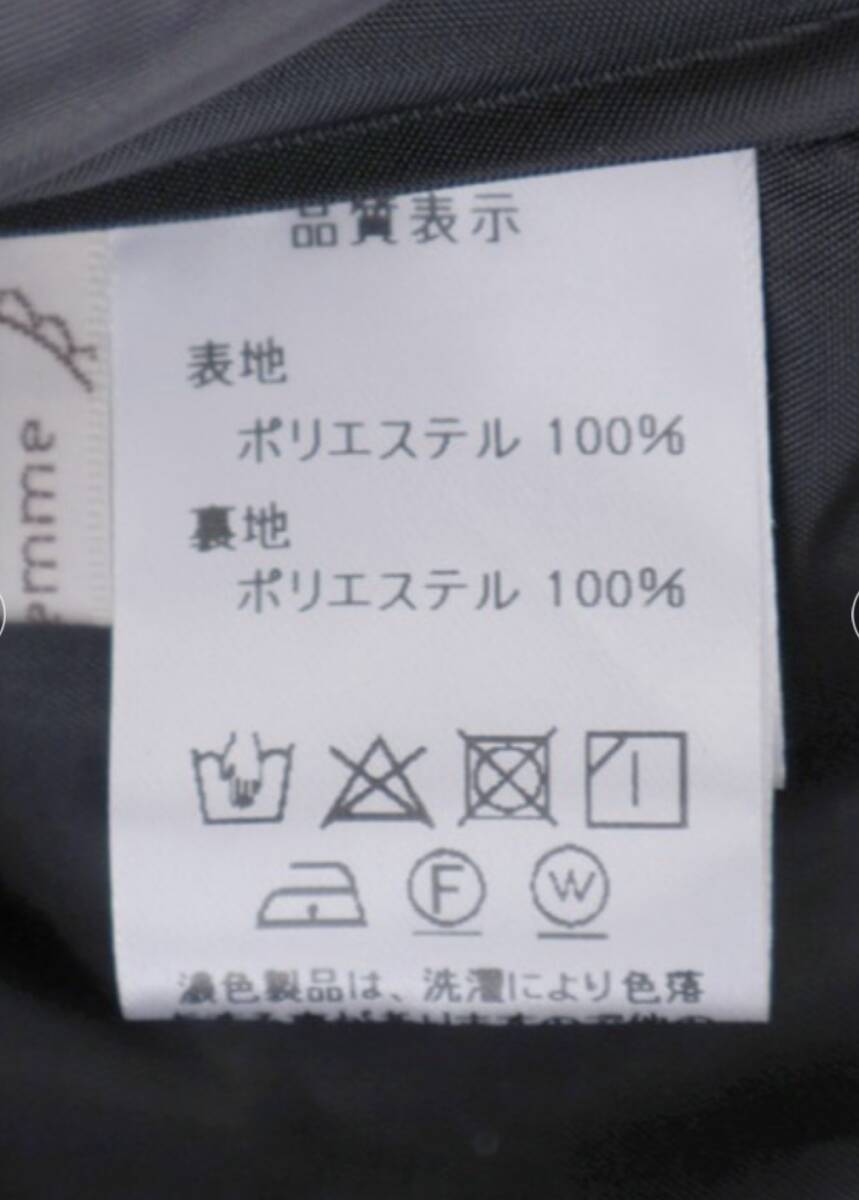 品質表示
表地
ポリエステル 100%
裏地
ポリエステル 100%
F
W
濃色製品は、洗濯により色落
emme